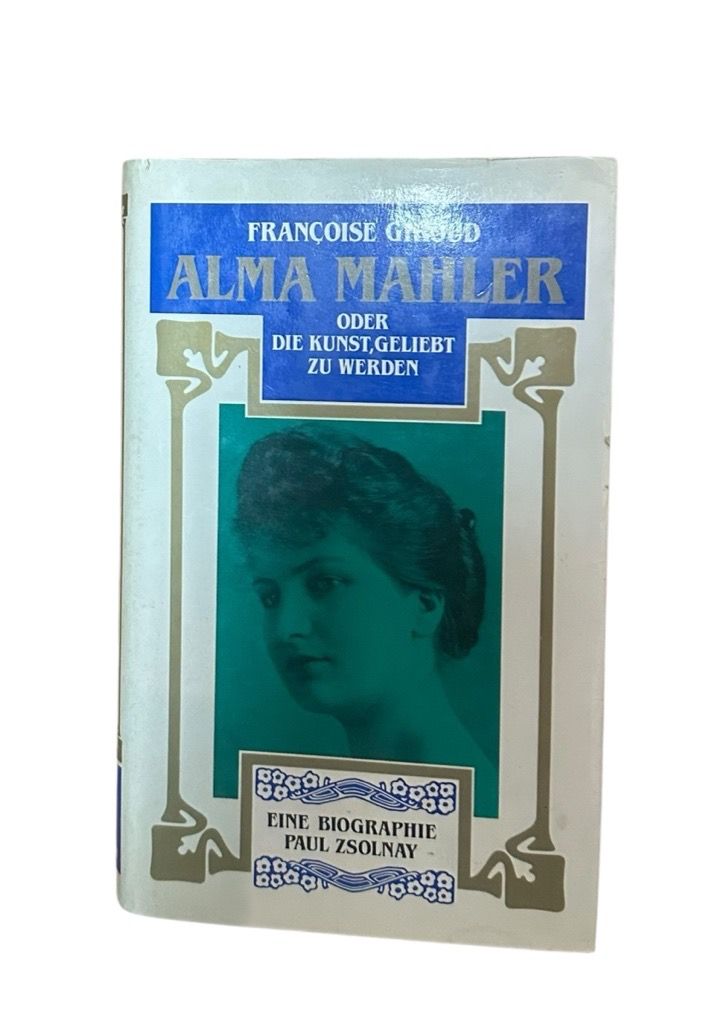 FRANÇOISE GIROUD
ALMA MAHLER
ODER
DIE KUNST, GELIEBT
ZU WERDEN
EINE BIOGRAPHIE
PAUL ZSOLNAY